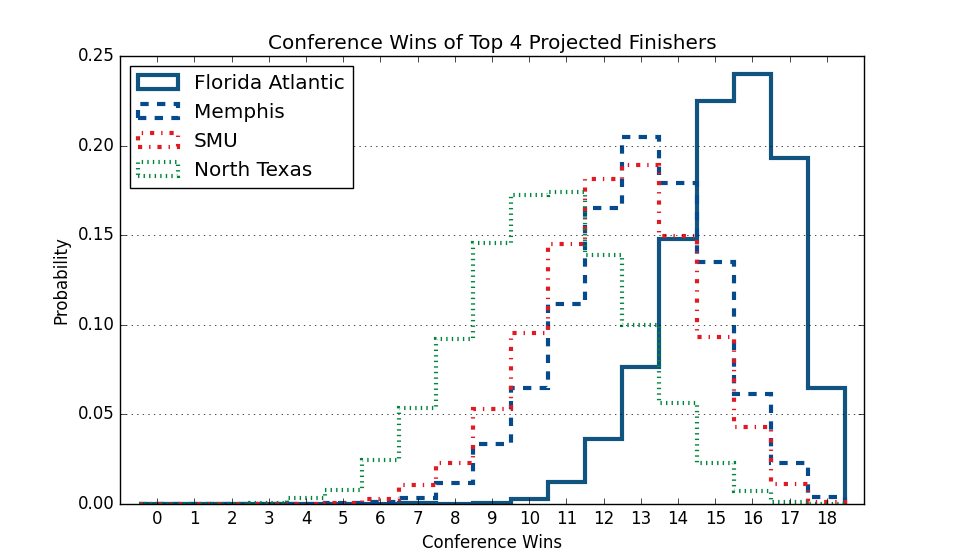 Conference Wins of Top 4 Projected Finishers
0.25
0.20
0.15
0.10
0.05
0.00
Probability
Florida Atlantic
Memphis
SMU
North Texas
0 1 2 3 4 5 6 7 8 9 10 11 12 13 14 15 16 17 18
Conference Wins